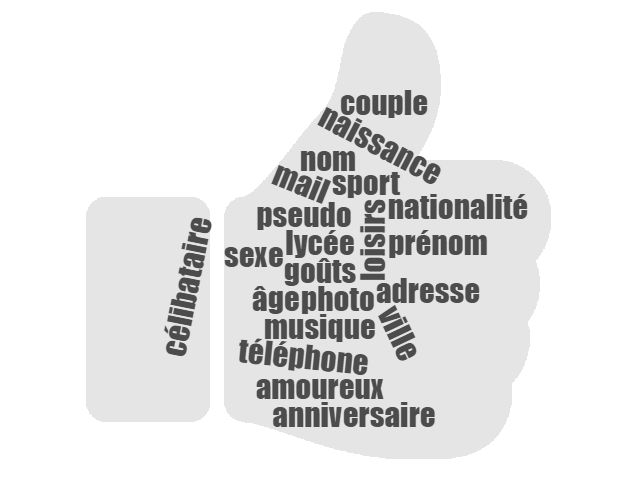 couple
naissance
nom
mail
sport
pseudo
loisirs
nationalité
célibataire
sexe
lycée
prénom
goûts
âge
photo
adresse
musique
ville
téléphone
amoureux
anniversaire